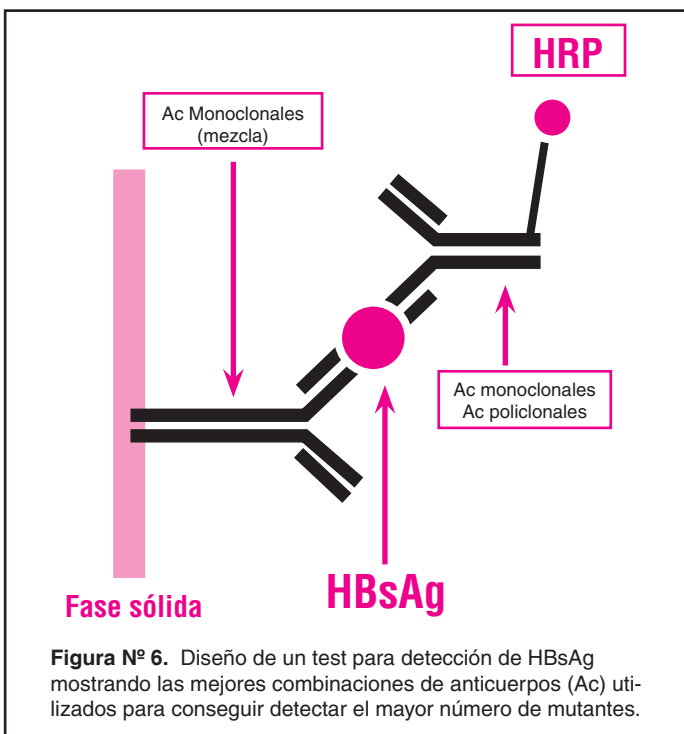 HRP
Ac Monoclonales
(mezcla)
Ac monoclonales
Ac policlonales
HBsAg
Fase sólida
Figura Nº 6. Diseño de un test para detección de HBsAg
mostrando las mejores combinaciones de anticuerpos (Ac) uti-
lizados para conseguir detectar el mayor número de mutantes.